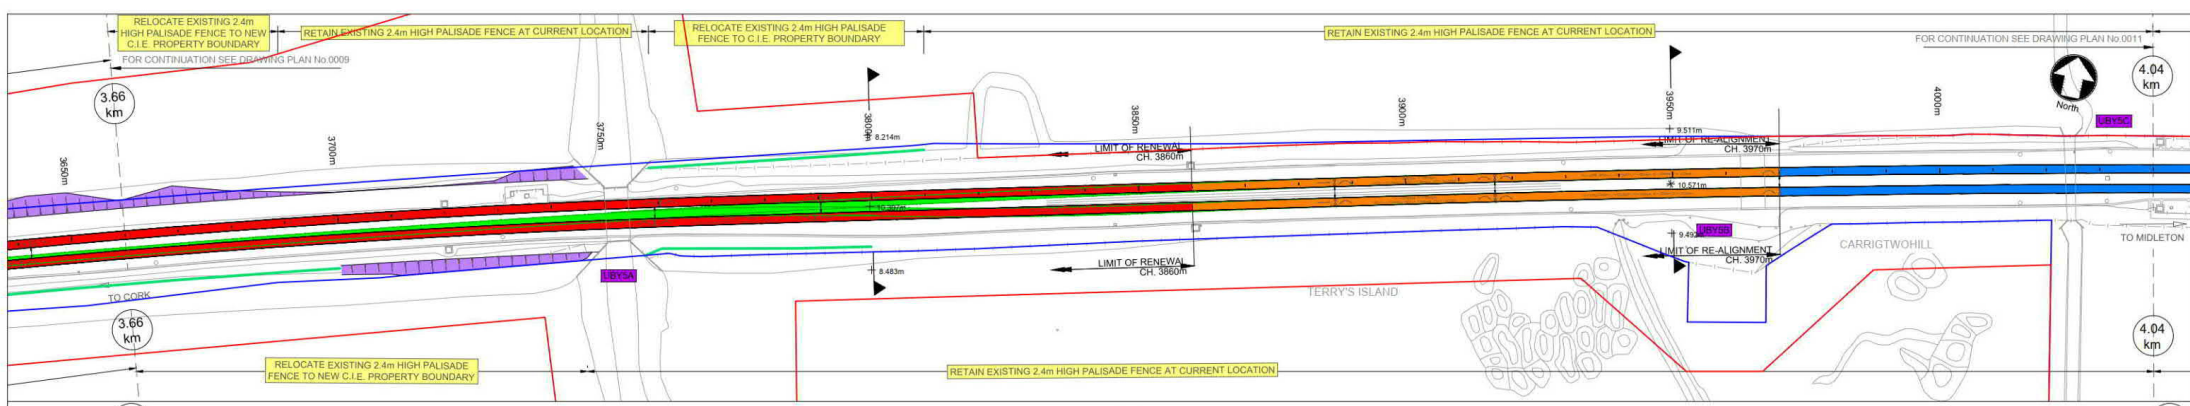 RELOCATE EXISTING 2.4m
HIGH PALISADE FENCE TO NEW
C.I.E. PROPERTY BOUNDARY
RETAIN EXISTING 2.4m HIGH PALISADE FENCE AT CURRENT LOCATION
RELOCATE EXISTING 2.4m HIGH PALISADE
FENCE TO C.I.E. PROPERTY BOUNDARY
RETAIN EXISTING 2.4m HIGH PALISADE FENCE AT CURRENT LOCATION
FOR CONTINUATION SEE DRAWING PLAN No.0009
FOR CONTINUATION SEE DRAWING PLAN No.0011
3.66
km
4.04
km
North
3650m
3700m
3750m
3800m
3850m
3900m
3950m
4000m
8.214m
9.511m
UBY5C
LIMIT OF RENEWAL
CH. 3860m
LIMIT OF RE-ALIGNMENT
CH. 3970m
10.571m
UBY5B
9.492m
TO MIDLETON
CARRIGTWOHILL
LIMIT OF RE-ALIGNMENT
CH. 3970m
LIMIT OF RENEWAL
CH. 3860m
8.483m
UBY5A
TO CORK
TERRY'S ISLAND
3.66
km
4.04
km
RELOCATE EXISTING 2.4m HIGH PALISADE
FENCE TO NEW C.I.E. PROPERTY BOUNDARY
RETAIN EXISTING 2.4m HIGH PALISADE FENCE AT CURRENT LOCATION